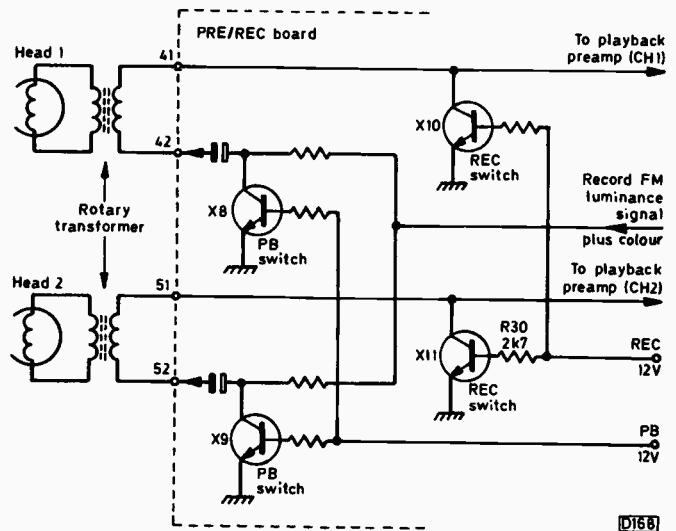 PRE/REC board
Head 1
41
To playback
preamp (CH1)
X10
REC
switch
42
Rotary
transformer
X8
PB
switch
Record FM
luminance
signal
plus colour
Head 2
51
To playback
preamp (CH2)
R30
2k7
X11
REC
switch
REC
12V
52
X9
PB
switch
PB
12V
D168